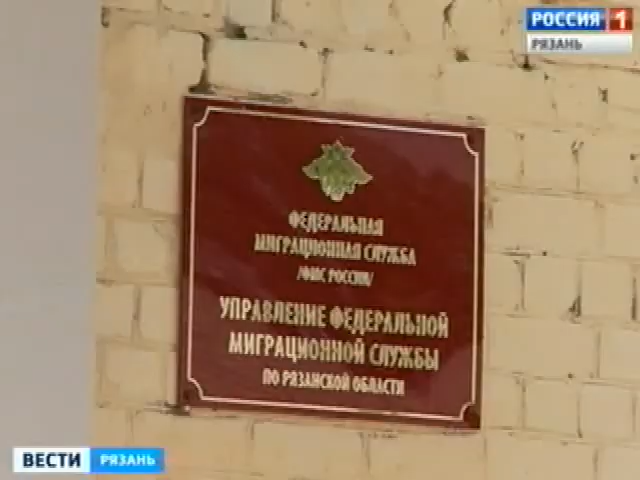 РОССИЯ 1
РЯЗАНЬ
ФЕДЕРАЛЬНАЯ
МИГРАЦИОННАЯ СЛУЖБА
/ФМС РОССИИ/
УПРАВЛЕНИЕ ФЕДЕРАЛЬНОЙ
МИГРАЦИОННОЙ СЛУЖБЫ
ПО РЯЗАНСКОЙ ОБЛАСТИ
ВЕСТИ РЯЗАНЬ